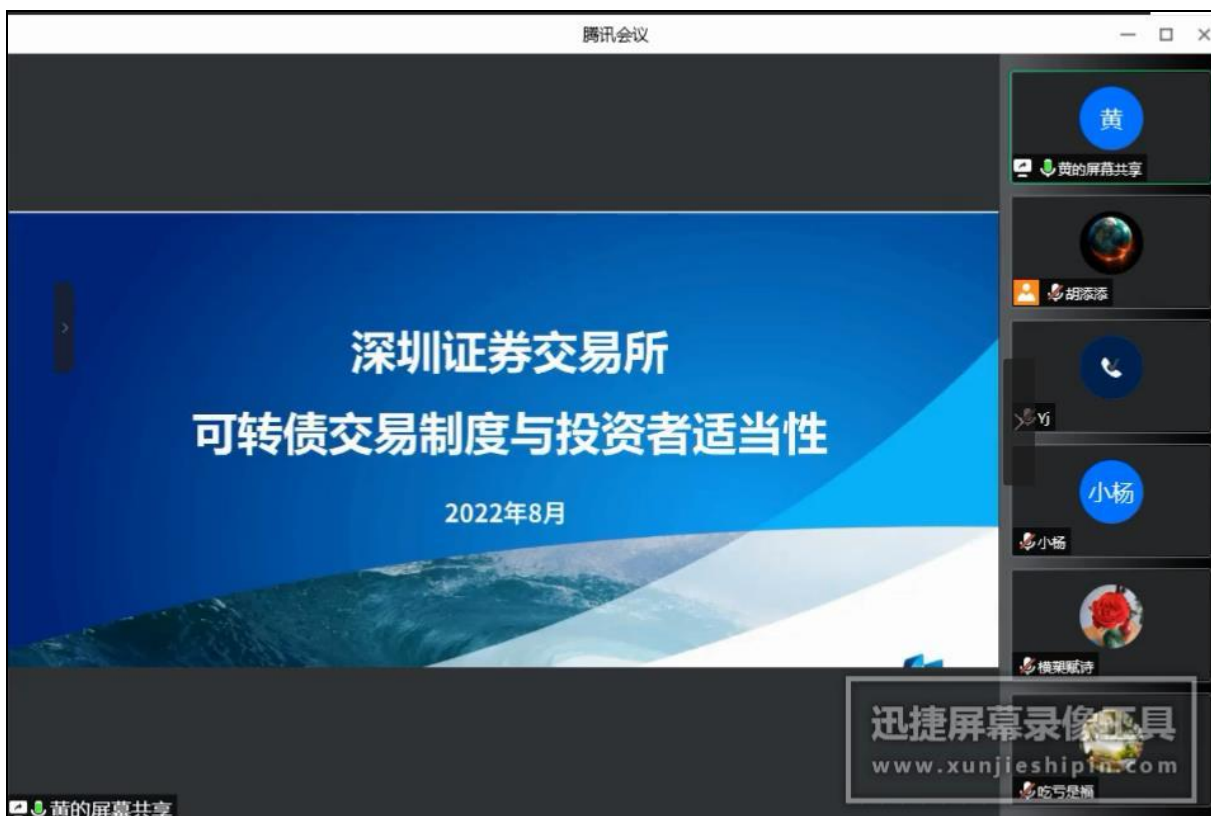 腾讯会议
黄
黄的屏幕共享
胡添添
Yj
深圳证券交易所
可转债交易制度与投资者适当性
2022年8月
小杨
小杨
横槊赋诗
迅捷屏幕录像工具
www.xunjieshipin.com
吃亏是福
黄的屏幕共享